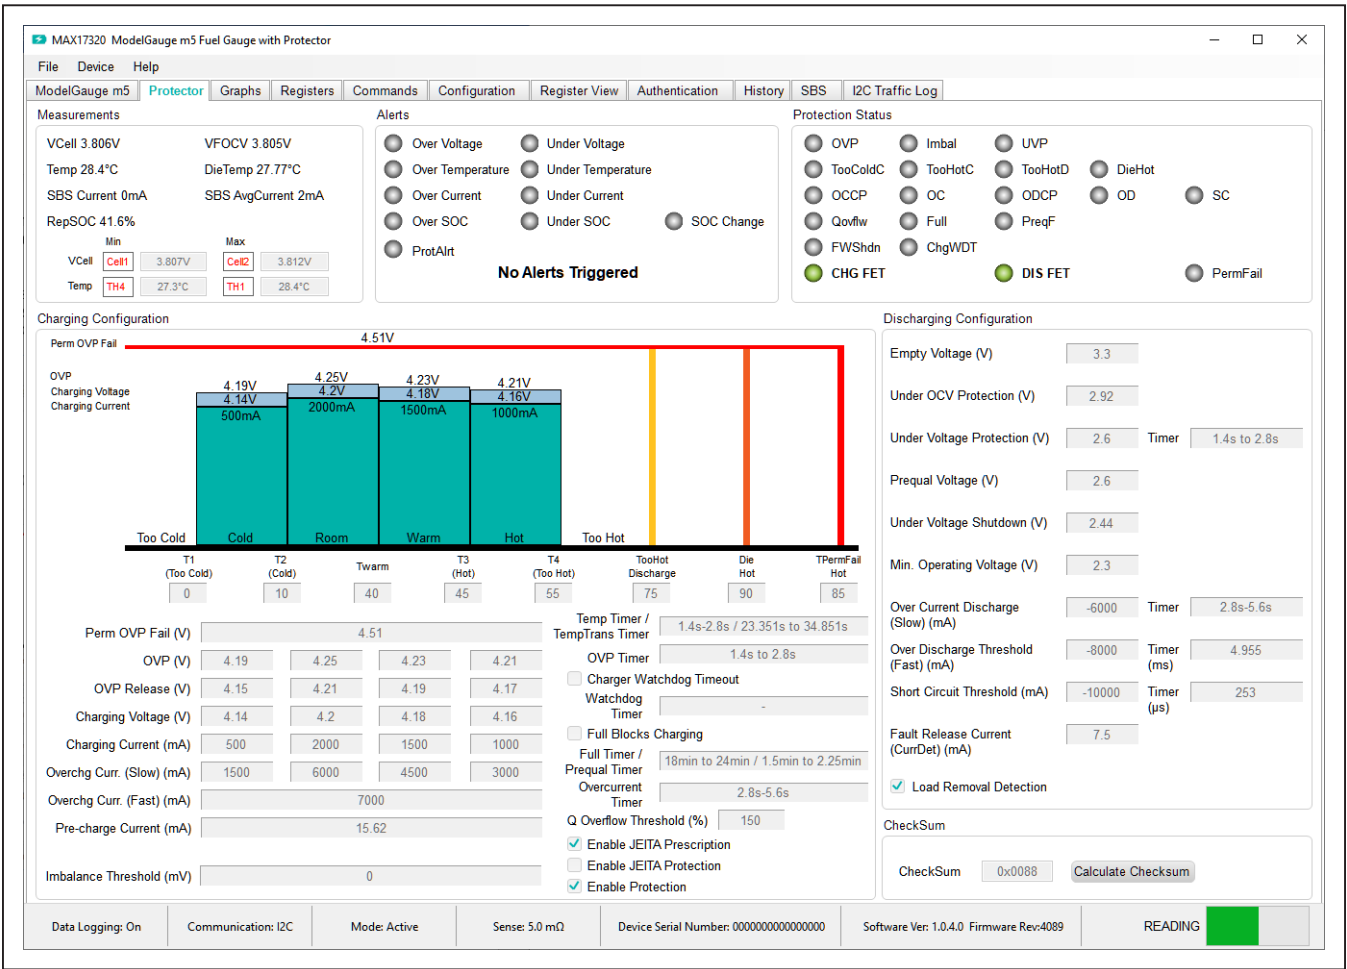 MAX17320 ModelGauge m5 Fuel Gauge with Protector
File Device Help
ModelGauge m5 Protector Graphs Registers Commands Configuration Register View Authentication History SBS I2C Traffic Log
Measurements
VCell 3.806V VFOCV 3.805V
Temp 28.4°C DieTemp 27.77°C
SBS Current 0mA SBS AvgCurrent 2mA
RepSOC 41.6%
Min Max
VCell Cell1 3.807V Cell2 3.812V
Temp TH4 27.3°C TH1 28.4°C
Alerts
Over Voltage Under Voltage
Over Temperature Under Temperature
Over Current Under Current
Over SOC Under SOC SOC Change
ProtAlrt
No Alerts Triggered
Protection Status
OVP Imbal UVP
TooColdC TooHotC TooHotD DieHot
OCCP OC ODCP OD SC
Qovflw Full PreqF
FWShdn ChgWDT
CHG FET DIS FET PermFail
Charging Configuration
Perm OVP Fail 4.51V
OVP 4.19V 4.25V 4.23V 4.21V
Charging Voltage 4.14V 4.2V 4.18V 4.16V
Charging Current 500mA 2000mA 1500mA 1000mA
Too Cold Cold Room Warm Hot Too Hot
T1 (Too Cold) T2 (Cold) Twarm T3 (Hot) T4 (Too Hot) TooHot Discharge Die Hot TPermFail Hot
0 10 40 45 55 75 90 85
Perm OVP Fail (V) 4.51
OVP (V) 4.19 4.25 4.23 4.21
OVP Release (V) 4.15 4.21 4.19 4.17
Charging Voltage (V) 4.14 4.2 4.18 4.16
Charging Current (mA) 500 2000 1500 1000
Overchg Curr. (Slow) (mA) 1500 6000 4500 3000
Overchg Curr. (Fast) (mA) 7000
Pre-charge Current (mA) 15.62
Imbalance Threshold (mV) 0
Temp Timer /
TempTrans Timer 1.4s-2.8s / 23.351s to 34.851s
OVP Timer 1.4s to 2.8s
Charger Watchdog Timeout
Watchdog
Timer -
Full Blocks Charging
Full Timer /
Prequal Timer 18min to 24min / 1.5min to 2.25min
Overcurrent
Timer 2.8s-5.6s
Q Overflow Threshold (%) 150
Enable JEITA Prescription
Enable JEITA Protection
Enable Protection
Discharging Configuration
Empty Voltage (V) 3.3
Under OCV Protection (V) 2.92
Under Voltage Protection (V) 2.6 Timer 1.4s to 2.8s
Prequal Voltage (V) 2.6
Under Voltage Shutdown (V) 2.44
Min. Operating Voltage (V) 2.3
Over Current Discharge
(Slow) (mA) -6000 Timer 2.8s-5.6s
Over Discharge Threshold
(Fast) (mA) -8000 Timer (ms) 4.955
Short Circuit Threshold (mA) -10000 Timer (µs) 253
Fault Release Current
(CurrDet) (mA) 7.5
Load Removal Detection
CheckSum
CheckSum 0x0088 Calculate Checksum
Data Logging: On Communication: I2C Mode: Active Sense: 5.0 mΩ Device Serial Number: 0000000000000000 Software Ver: 1.0.4.0 Firmware Rev:4089 READING